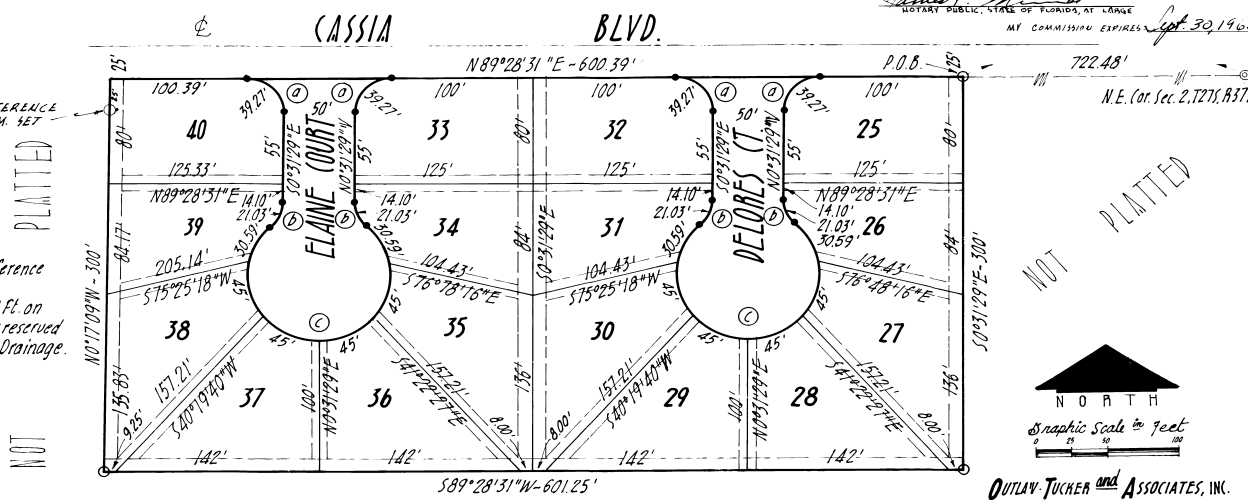 NOTARY PUBLIC, STATE OF FLORIDA, AT LARGE
MY COMMISSION EXPIRES Sept. 30, 196
℄ CASSIA BLVD.
25' N89°28'31"E - 600.39' P.O.B. 25' 722.48'
N.E. Cor. Sec. 2, T27S, R37
25'
FERENCE
M. SET
100.39' 39.27' a a 39.27' 100' 100' 39.27' a a 39.27' 100'
50' 50'
80' 40 33 80' 32 25 80'
55' S0°31'29"E ELAINE COURT N0°31'29"W 55' 55' S0°31'29"E DELORES CT. N0°31'29"W 55'
125.33' 125' 125' 125'
N89°28'31"E 14.10' 14.10' 14.10' N89°28'31"E
14.10'
21.03' b b 21.03' 21.03' b b 21.03'
PLATTED
NOT PLATTED
39 34 31 26
84.17' 30.59' 30.59' 84' S0°31'29"E 30.59' 30.59' 84'
205.14' 104.43' 104.43' 104.43'
S75°25'18"W S76°78'16"E S75°25'18"W S76°48'16"E
N0°17'09"W - 300' S0°31'29"E - 300'
ference
Ft. on
reserved
Drainage.
45' 45' 45' 45'
38 c 35 30 c 27
45' 45' 45' 45'
135.83' 157.21' 157.21' 136' 157.21' 157.21' 136'
S40°19'40"W S41°22'27"E S40°19'40"W S41°22'27"E
37 100' 36 29 100' 28
9.25' 8.00' 8.00' 8.00'
142' 142' 142' 142'
NOT
S89°28'31"W - 601.25'
NORTH
Graphic Scale in Feet
0 25 50 100
OUTLAW-TUCKER and ASSOCIATES, INC.